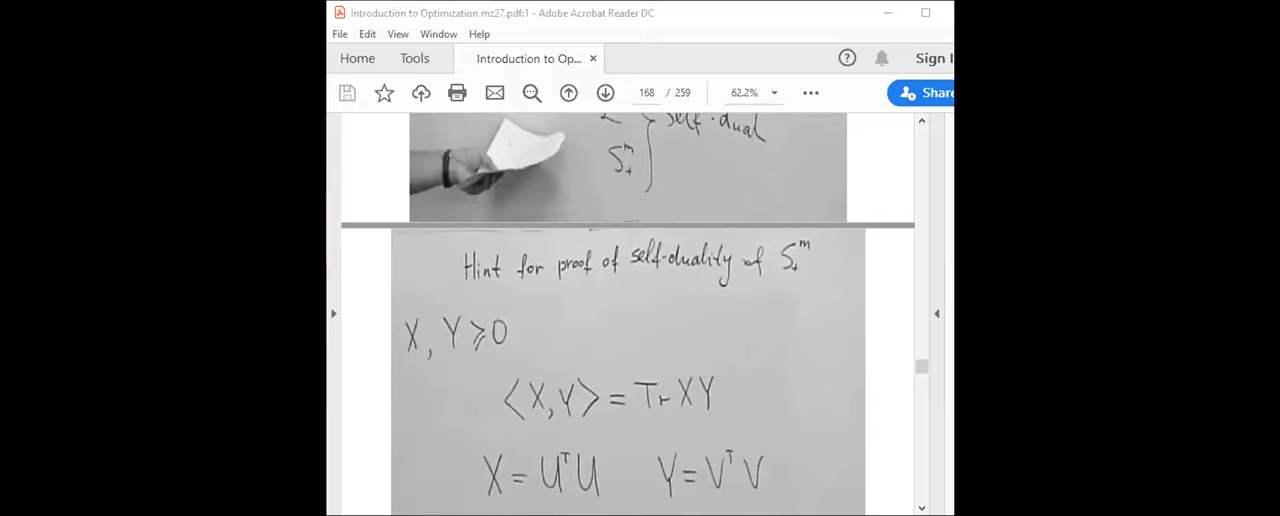 Introduction to Optimization mz27.pdf:1 - Adobe Acrobat Reader DC
File Edit View Window Help
Home Tools Introduction to Op... × Sign I
168 / 259 62.2% Share
self-dual
S₊ᵐ
Hint for proof of self-duality of S₊ᵐ
X, Y ⩾ 0
⟨X, Y⟩ = Tr XY
X = UᵀU Y = VᵀV